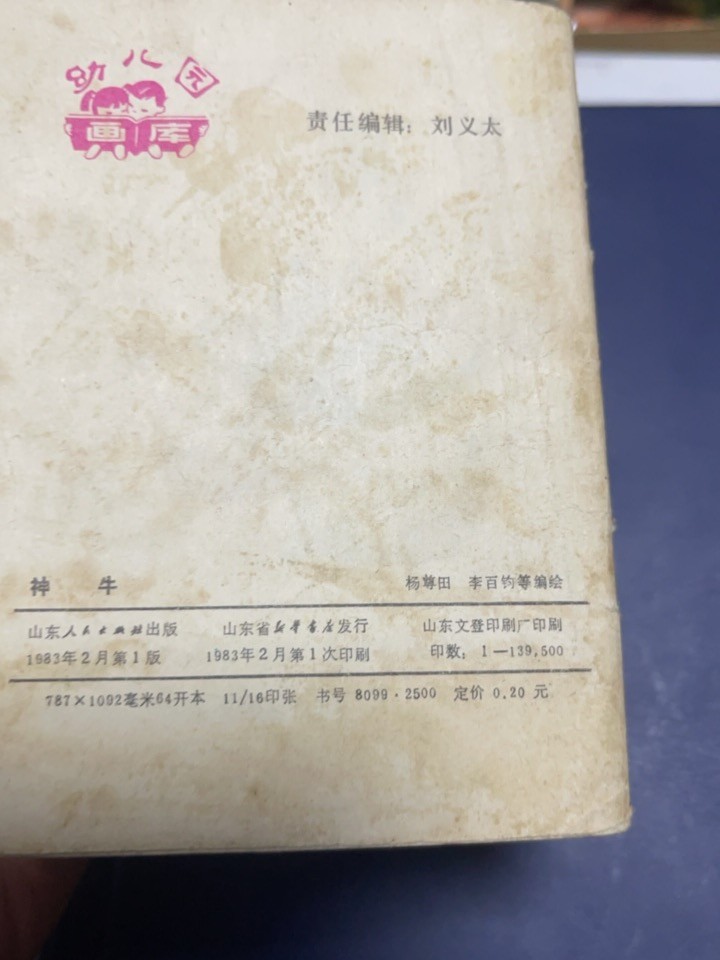 幼儿园
画库
责任编辑：刘义太
神 牛 杨尊田 李百钧等编绘
山东人民出版社出版 山东省新华书店发行 山东文登印刷厂印刷
1983年2月第1版 1983年2月第1次印刷 印数：1—139,500
787×1092毫米64开本 11/16印张 书号 8099·2500 定价 0.20 元